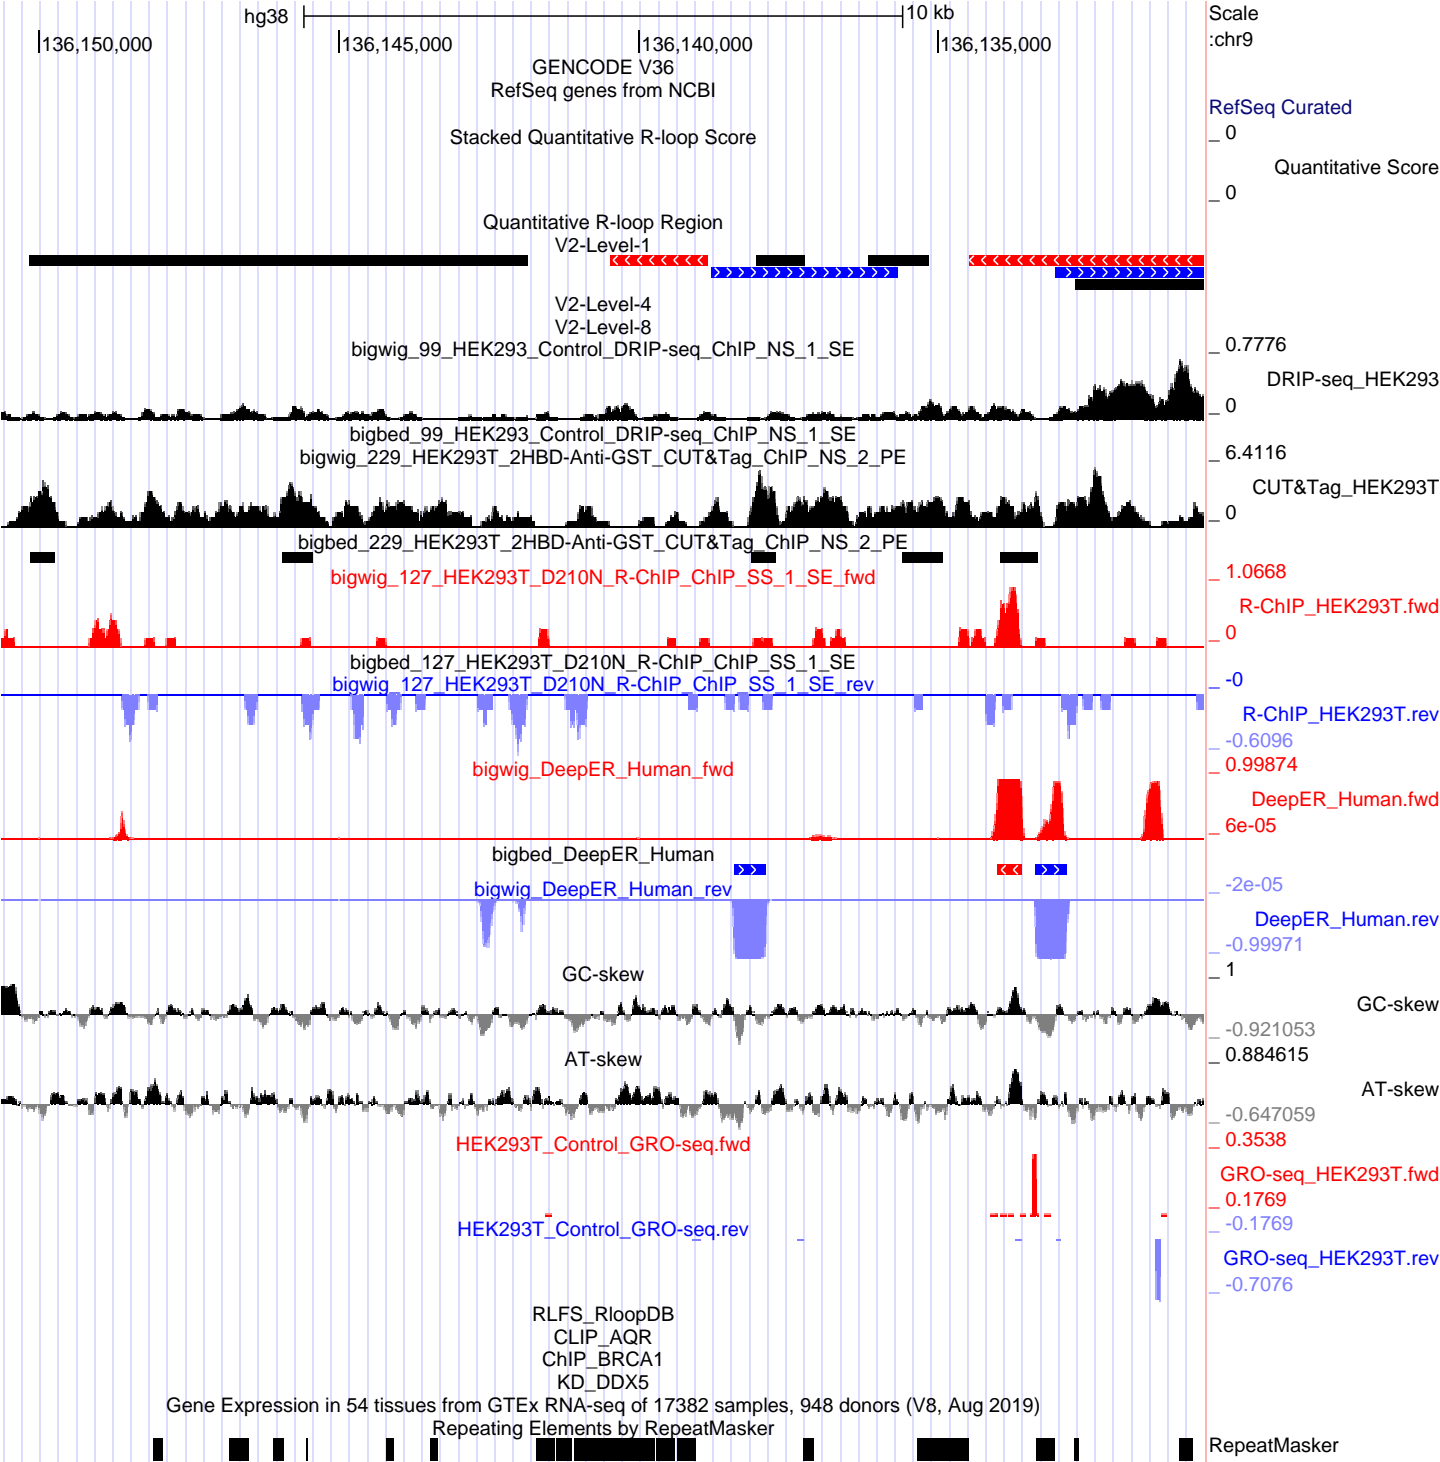 hg38 10 kb Scale
136,150,000 136,145,000 136,140,000 136,135,000 :chr9
GENCODE V36
RefSeq genes from NCBI
RefSeq Curated
Stacked Quantitative R-loop Score
0
Quantitative Score
0
Quantitative R-loop Region
V2-Level-1
V2-Level-4
V2-Level-8
bigwig_99_HEK293_Control_DRIP-seq_ChIP_NS_1_SE
0.7776
DRIP-seq_HEK293
0
bigbed_99_HEK293_Control_DRIP-seq_ChIP_NS_1_SE
bigwig_229_HEK293T_2HBD-Anti-GST_CUT&Tag_ChIP_NS_2_PE
6.4116
CUT&Tag_HEK293T
0
bigbed_229_HEK293T_2HBD-Anti-GST_CUT&Tag_ChIP_NS_2_PE
bigwig_127_HEK293T_D210N_R-ChIP_ChIP_SS_1_SE_fwd
1.0668
R-ChIP_HEK293T.fwd
0
bigbed_127_HEK293T_D210N_R-ChIP_ChIP_SS_1_SE
bigwig_127_HEK293T_D210N_R-ChIP_ChIP_SS_1_SE_rev
-0
R-ChIP_HEK293T.rev
-0.6096
bigwig_DeepER_Human_fwd
0.99874
DeepER_Human.fwd
6e-05
bigbed_DeepER_Human
bigwig_DeepER_Human_rev
-2e-05
DeepER_Human.rev
-0.99971
GC-skew
1
GC-skew
-0.921053
AT-skew
0.884615
AT-skew
-0.647059
HEK293T_Control_GRO-seq.fwd
0.3538
GRO-seq_HEK293T.fwd
0.1769
HEK293T_Control_GRO-seq.rev
-0.1769
GRO-seq_HEK293T.rev
-0.7076
RLFS_RloopDB
CLIP_AQR
ChIP_BRCA1
KD_DDX5
Gene Expression in 54 tissues from GTEx RNA-seq of 17382 samples, 948 donors (V8, Aug 2019)
Repeating Elements by RepeatMasker
RepeatMasker